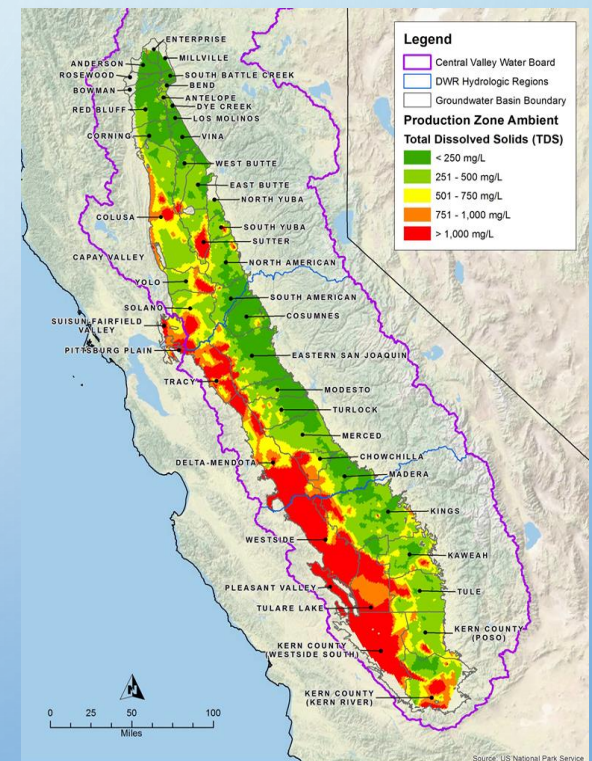 ENTERPRISE
ANDERSON
MILLVILLE
ROSEWOOD
SOUTH BATTLE CREEK
BEND
BOWMAN
ANTELOPE
DYE CREEK
RED BLUFF
LOS MOLINOS
CORNING
VINA
WEST BUTTE
EAST BUTTE
NORTH YUBA
COLUSA
SOUTH YUBA
SUTTER
CAPAY VALLEY
NORTH AMERICAN
YOLO
SOUTH AMERICAN
SOLANO
COSUMNES
SUISUN-FAIRFIELD
VALLEY
PITTSBURG PLAIN
EASTERN SAN JOAQUIN
TRACY
MODESTO
TURLOCK
MERCED
CHOWCHILLA
DELTA-MENDOTA
MADERA
KINGS
WESTSIDE
KAWEAH
PLEASANT VALLEY
TULE
TULARE LAKE
KERN COUNTY
(POSO)
KERN COUNTY
(WESTSIDE SOUTH)
KERN COUNTY
(KERN RIVER)
Legend
Central Valley Water Board
DWR Hydrologic Regions
Groundwater Basin Boundary
Production Zone Ambient
Total Dissolved Solids (TDS)
< 250 mg/L
251 - 500 mg/L
501 - 750 mg/L
751 - 1,000 mg/L
> 1,000 mg/L
N
0 25 50 100
Miles
Source: US National Park Service